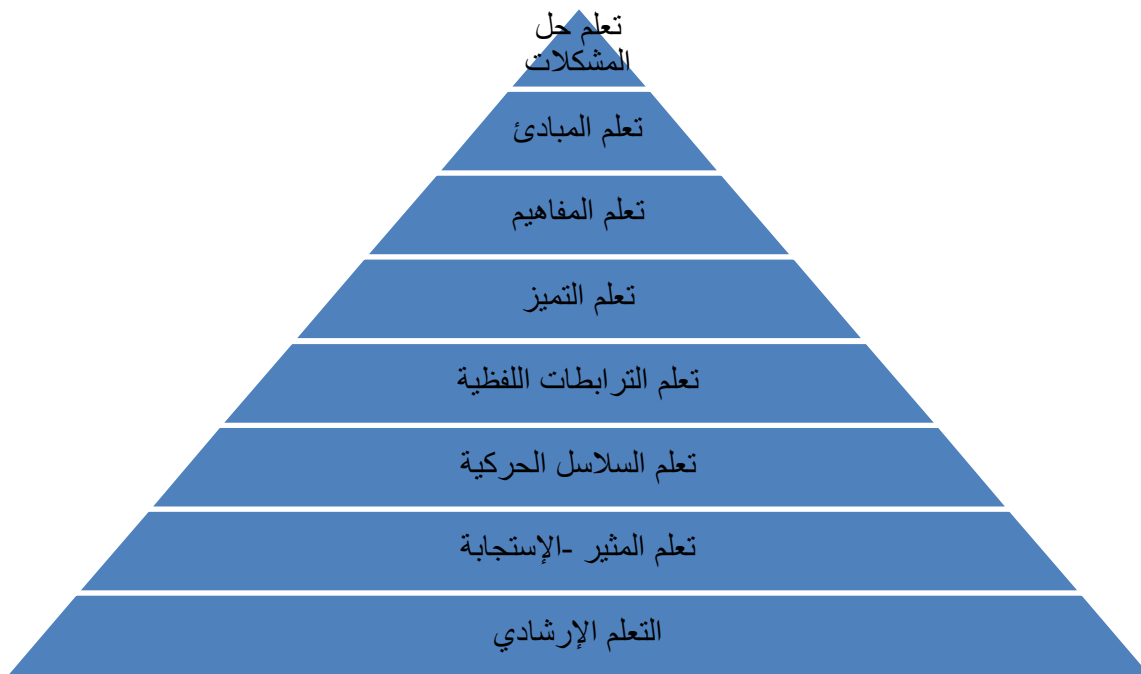 تعلم حل
المشكلات
تعلم المبادئ
تعلم المفاهيم
تعلم التميز
تعلم الترابطات اللفظية
تعلم السلاسل الحركية
تعلم المثير -الإستجابة
التعلم الإرشادي